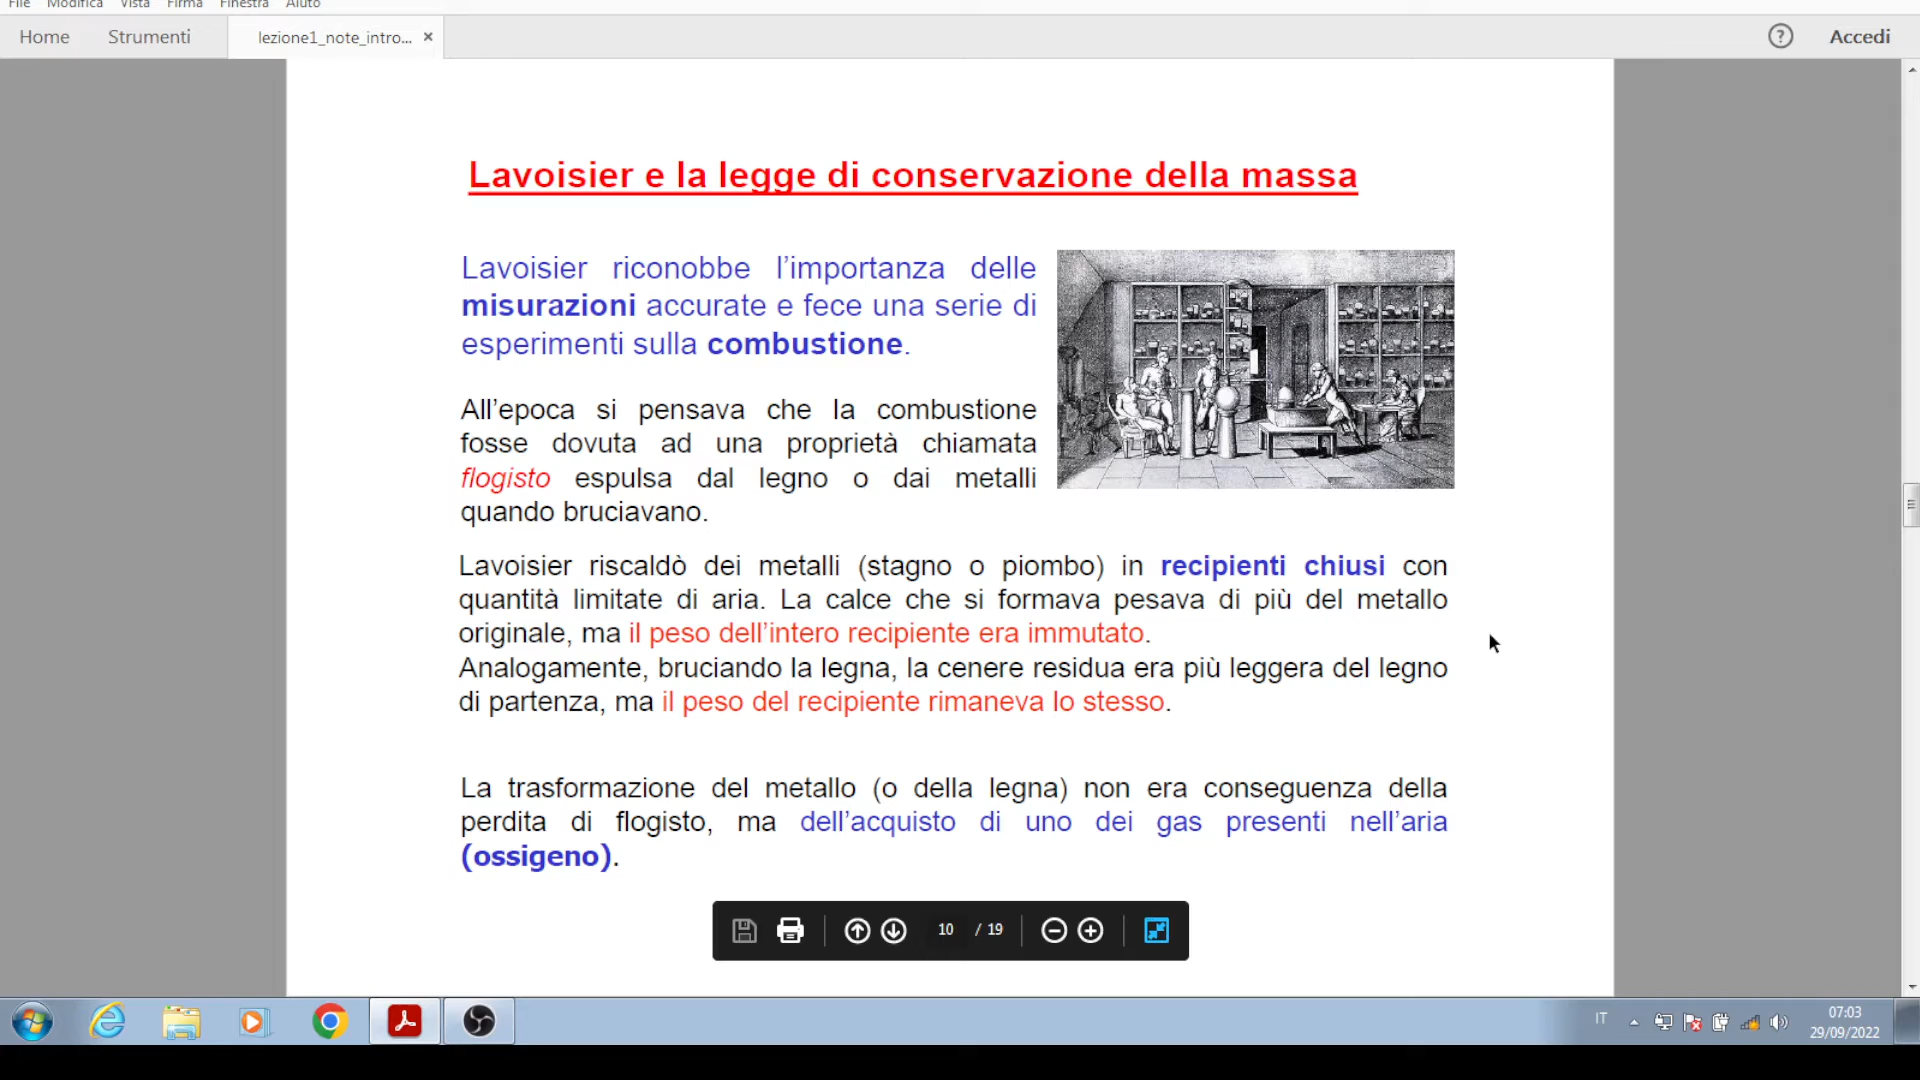 File Modifica Vista Firma Finestra Aiuto
Home Strumenti lezione1_note_intro... × ? Accedi
Lavoisier e la legge di conservazione della massa
Lavoisier riconobbe l’importanza delle
misurazioni accurate e fece una serie di
esperimenti sulla combustione.
All’epoca si pensava che la combustione
fosse dovuta ad una proprietà chiamata
flogisto espulsa dal legno o dai metalli
quando bruciavano.
Lavoisier riscaldò dei metalli (stagno o piombo) in recipienti chiusi con
quantità limitate di aria. La calce che si formava pesava di più del metallo
originale, ma il peso dell’intero recipiente era immutato.
Analogamente, bruciando la legna, la cenere residua era più leggera del legno
di partenza, ma il peso del recipiente rimaneva lo stesso.
La trasformazione del metallo (o della legna) non era conseguenza della
perdita di flogisto, ma dell’acquisto di uno dei gas presenti nell’aria
(ossigeno).
10 / 19
IT
07:03
29/09/2022